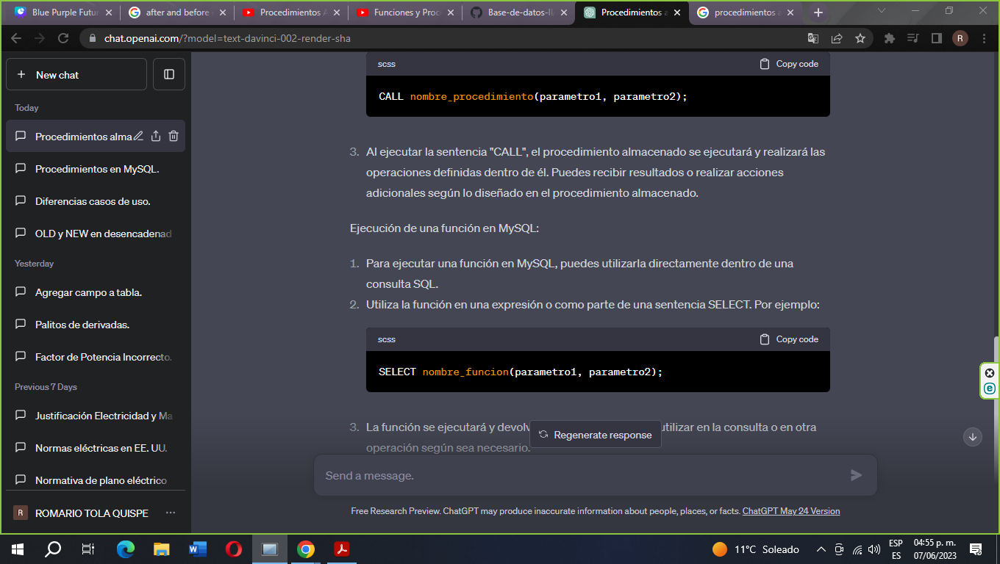 Blue Purple Futur
after and before
Procedimientos A
Funciones y Proc
Base-de-datos-II
Procedimientos a
procedimientos a
chat.openai.com/?model=text-davinci-002-render-sha
R
New chat
Today
Procedimientos alma
Procedimientos en MySQL.
Diferencias casos de uso.
OLD y NEW en desencadenad
Yesterday
Agregar campo a tabla.
Palitos de derivadas.
Factor de Potencia Incorrecto.
Previous 7 Days
Justificación Electricidad y Ma
Normas eléctricas en EE. UU.
Normativa de plano eléctrico
R ROMARIO TOLA QUISPE ···
scss Copy code
CALL nombre_procedimiento(parametro1, parametro2);
3. Al ejecutar la sentencia "CALL", el procedimiento almacenado se ejecutará y realizará las
operaciones definidas dentro de él. Puedes recibir resultados o realizar acciones
adicionales según lo diseñado en el procedimiento almacenado.
Ejecución de una función en MySQL:
1. Para ejecutar una función en MySQL, puedes utilizarla directamente dentro de una
consulta SQL.
2. Utiliza la función en una expresión o como parte de una sentencia SELECT. Por ejemplo:
scss Copy code
SELECT nombre_funcion(parametro1, parametro2);
3. La función se ejecutará y devolv utilizar en la consulta o en otra
operación según sea necesario.
Regenerate response
Send a message.
Free Research Preview. ChatGPT may produce inaccurate information about people, places, or facts. ChatGPT May 24 Version
11°C Soleado
ESP
ES
04:55 p. m.
07/06/2023